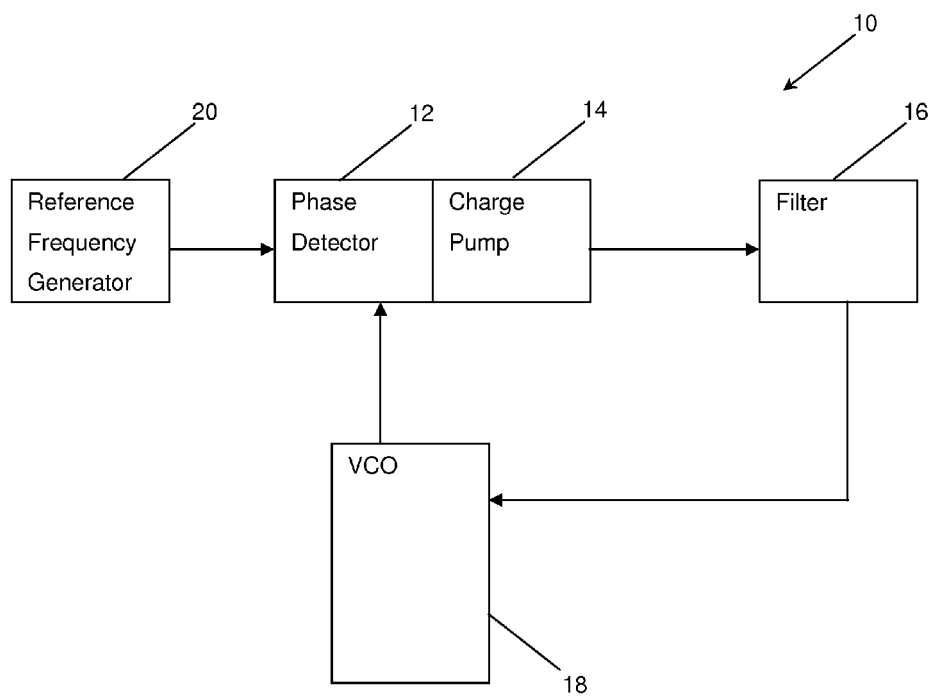 10
20
12
14
16
Reference
Frequency
Generator
Phase
Detector
Charge
Pump
Filter
VCO
18